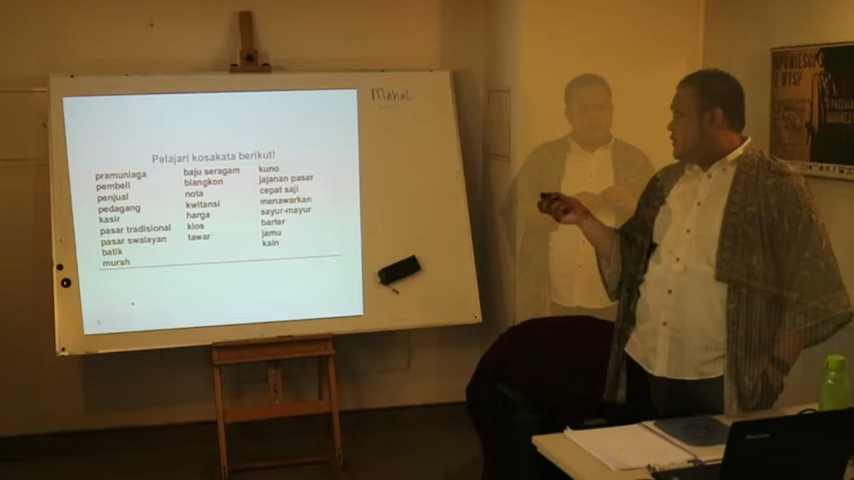 Mahal
Pelajari kosakata berikut!
pramuniaga
pembeli
penjual
pedagang
kasir
pasar tradisional
pasar swalayan
batik
murah
baju seragam
blangkon
nota
kwitansi
harga
kios
tawar
kuno
jajanan pasar
cepat saji
menawarkan
sayur-mayur
barter
jamu
kain